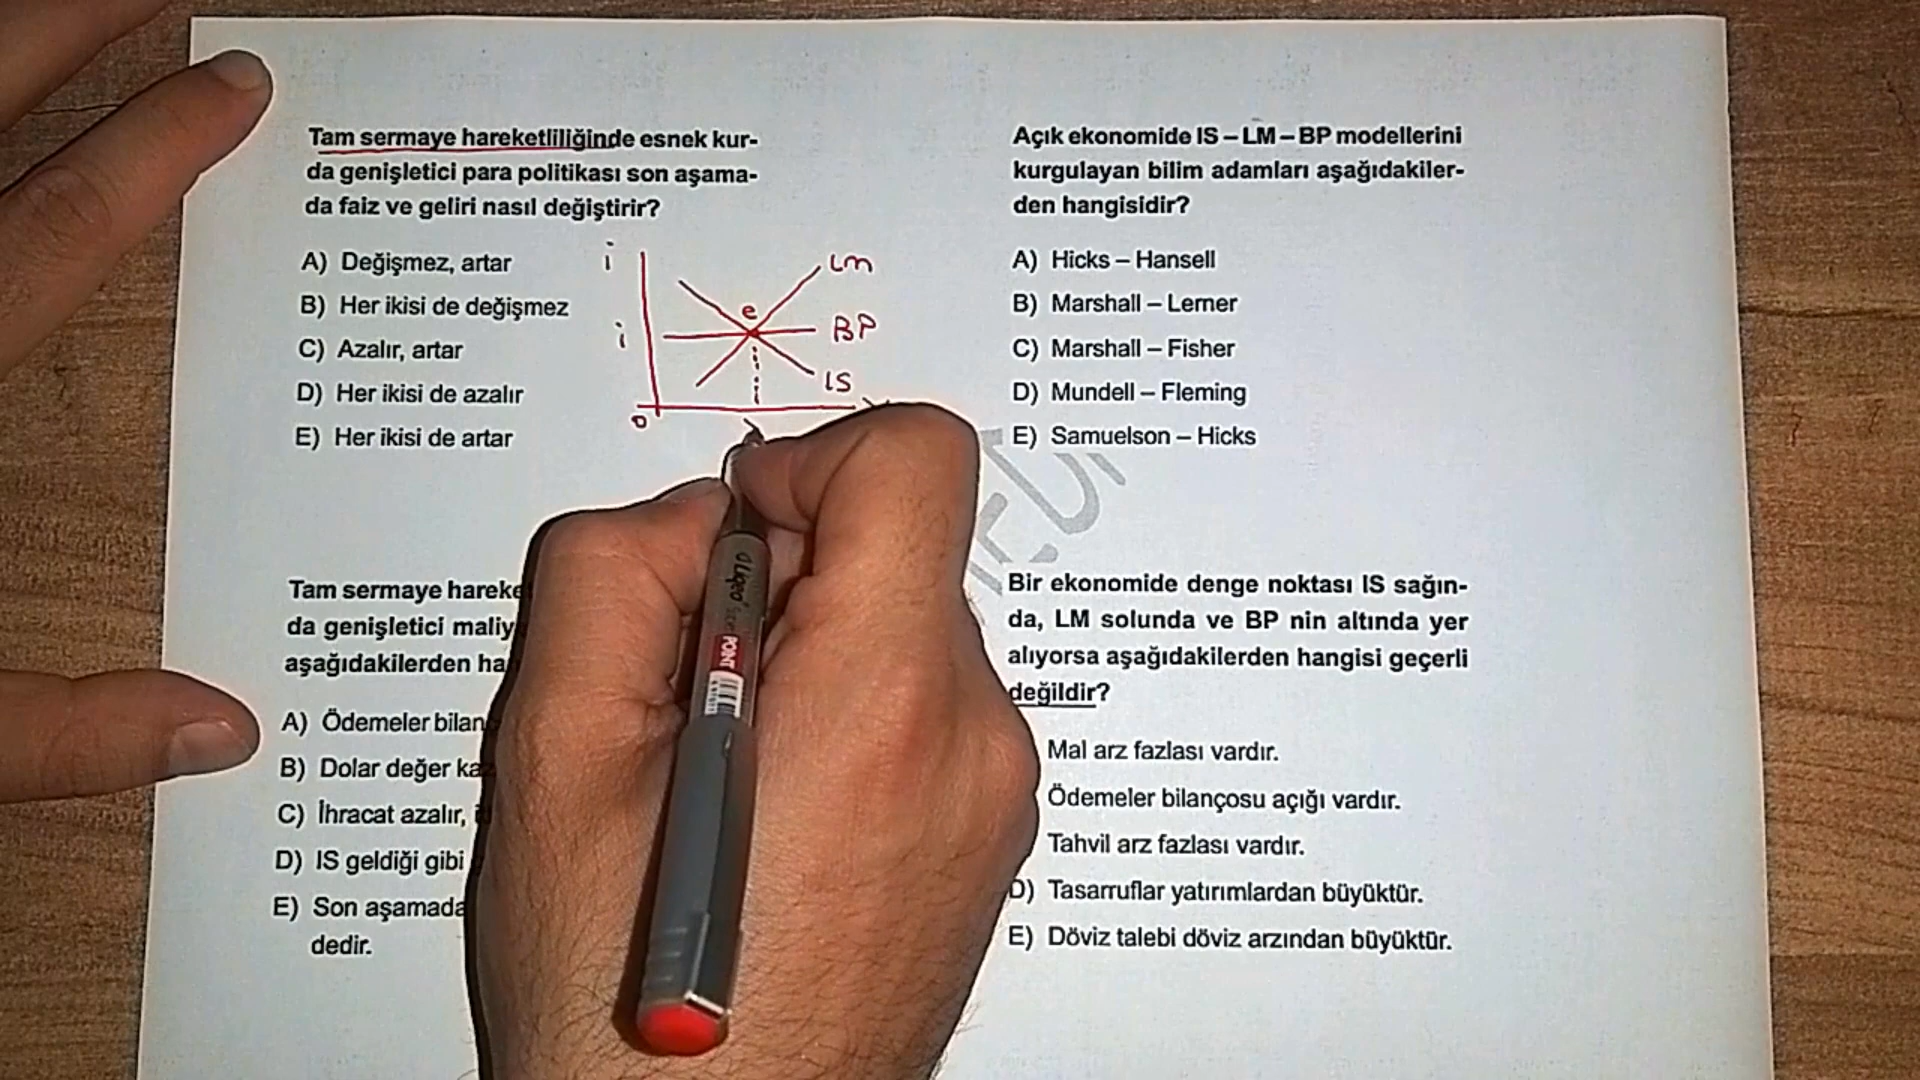 Tam sermaye hareketliliğinde esnek kur-
da genişletici para politikası son aşama-
da faiz ve geliri nasıl değiştirir?
A) Değişmez, artar
B) Her ikisi de değişmez
C) Azalır, artar
D) Her ikisi de azalır
E) Her ikisi de artar
i
LM
e
i
BP
IS
0
Tam sermaye
da genişletici
aşağıdakilerden
A) Ödemeler
B) Dolar değer
C) İhracat azalır,
D) IS geldiği gibi
E) Son aşamada
dedir.
Açık ekonomide IS – LM – BP modellerini
kurgulayan bilim adamları aşağıdakiler-
den hangisidir?
A) Hicks – Hansell
B) Marshall – Lerner
C) Marshall – Fisher
D) Mundell – Fleming
E) Samuelson – Hicks
Bir ekonomide denge noktası IS sağın-
da, LM solunda ve BP nin altında yer
alıyorsa aşağıdakilerden hangisi geçerli
değildir?
Mal arz fazlası vardır.
Ödemeler bilançosu açığı vardır.
Tahvil arz fazlası vardır.
D) Tasarruflar yatırımlardan büyüktür.
E) Döviz talebi döviz arzından büyüktür.
POINT